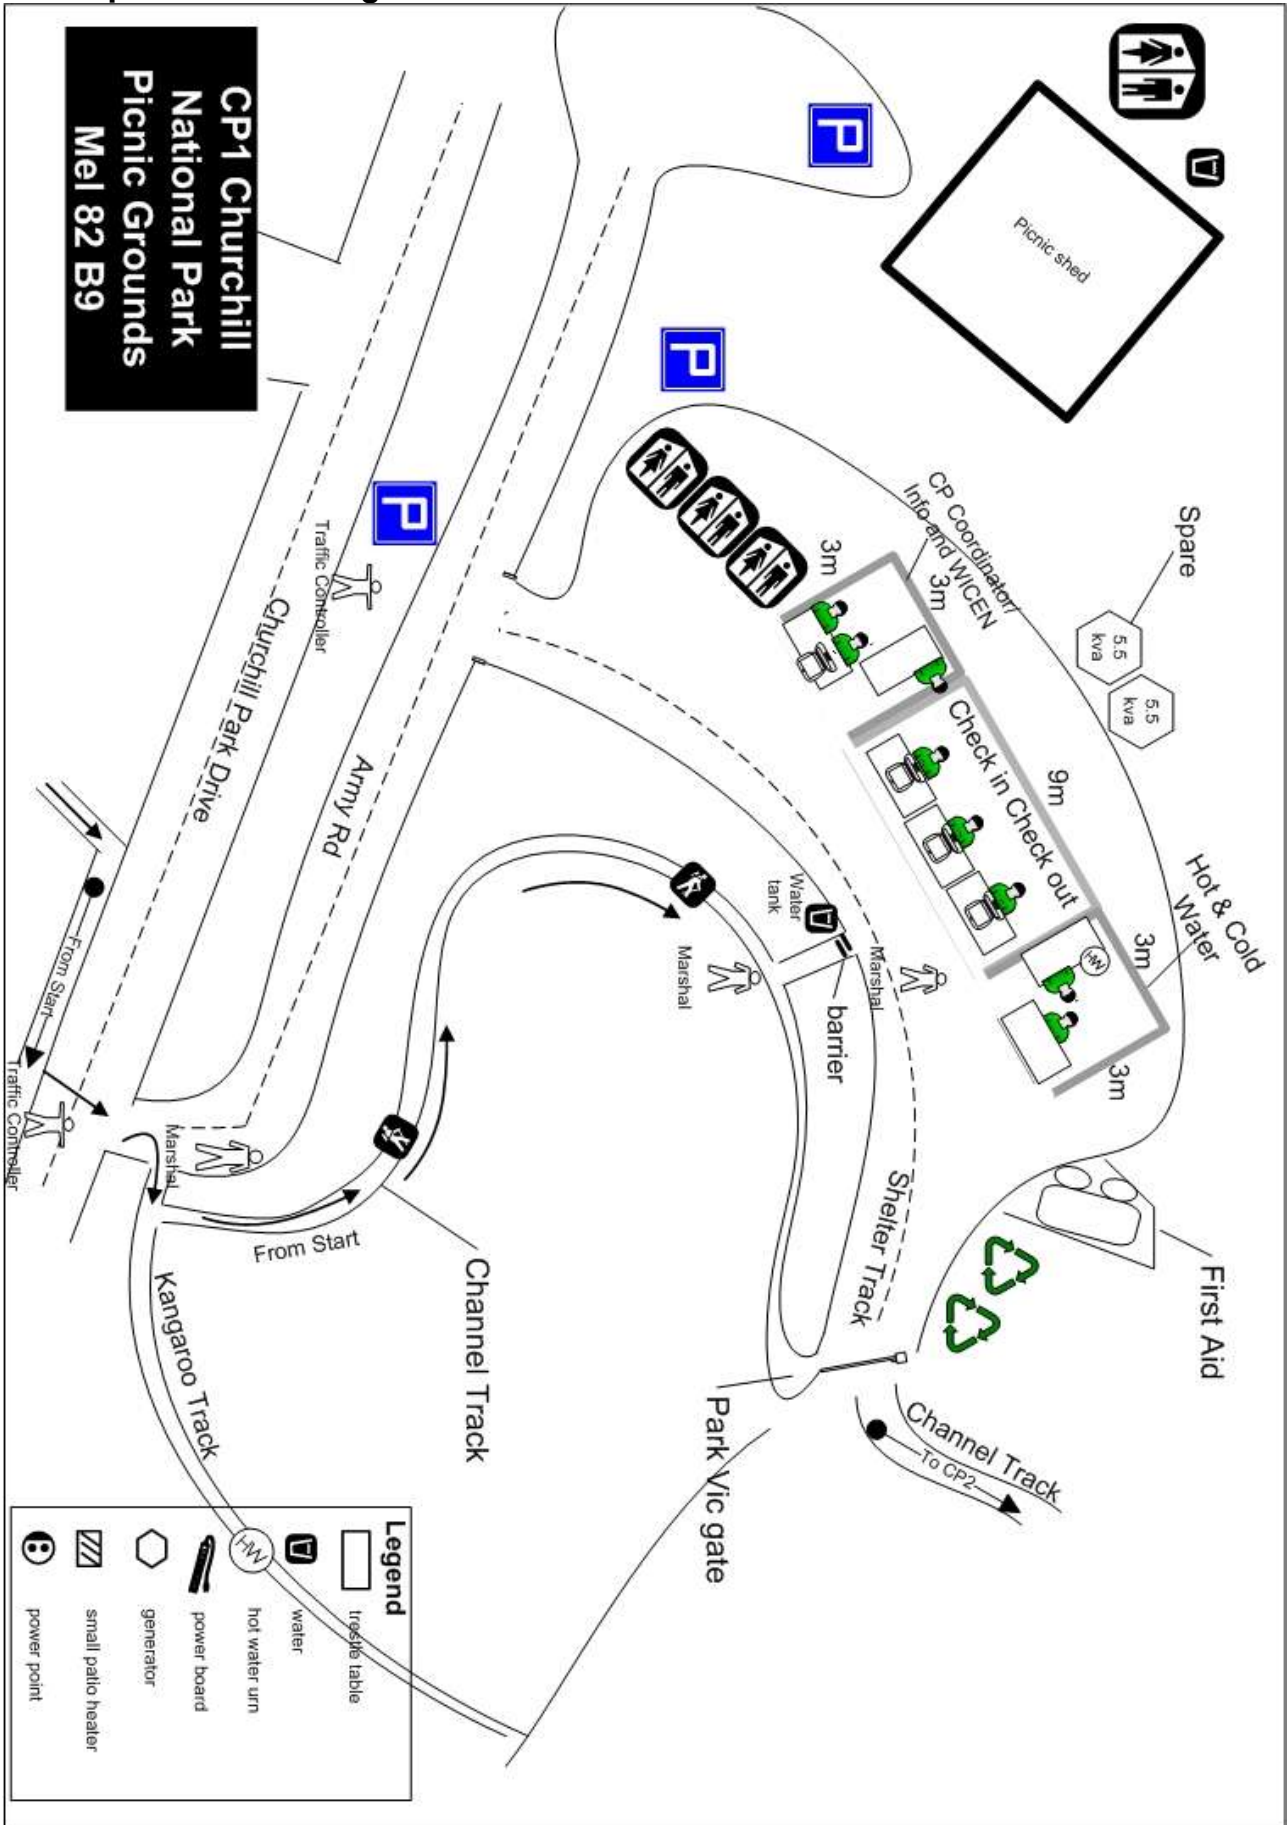 CP1 Churchill
National Park
Picnic Grounds
Mel 82 B9
P
P
P
Picnic shed
Spare
5.5
kva
5.5
kva
CP Coordinator/
Info and WICEN
3m
3m
Check in Check out
9m
Hot & Cold
Water
3m
3m
HW
First Aid
Water
tank
barrier
Marshal
Marshal
Shelter Track
Channel Track
To CP2
Park Vic gate
Army Rd
Churchill Park Drive
Traffic Controller
From Start
Traffic Controller
Marshal
From Start
Channel Track
Kangaroo Track
Legend
trestle table
water
HW
hot water urn
power board
generator
small patio heater
power point